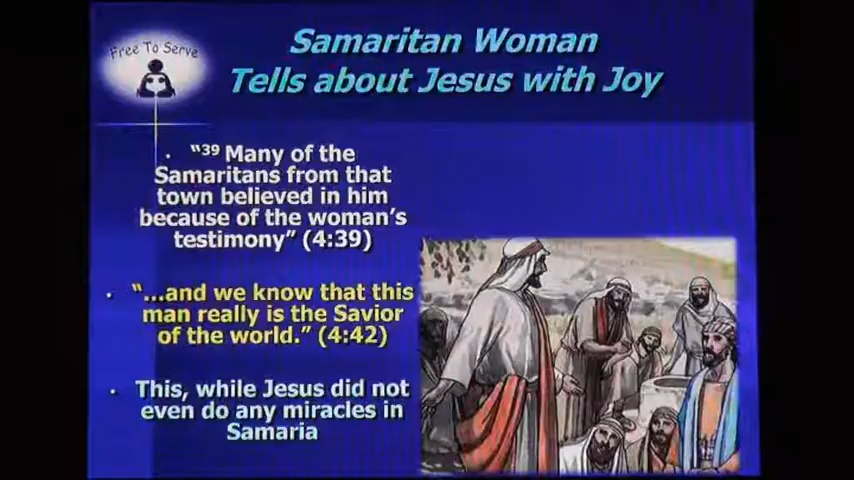 Free To Serve
Samaritan Woman
Tells about Jesus with Joy
• "39 Many of the
Samaritans from that
town believed in him
because of the woman's
testimony" (4:39)
• "...and we know that this
man really is the Savior
of the world." (4:42)
• This, while Jesus did not
even do any miracles in
Samaria